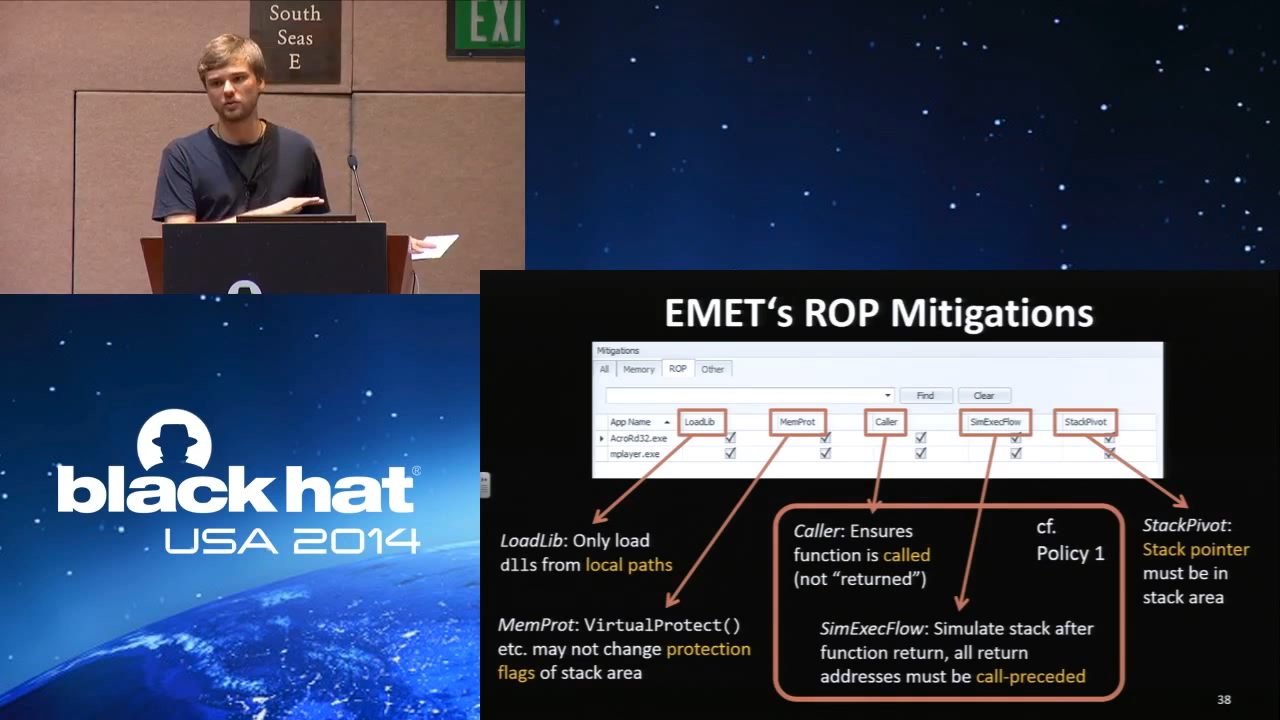 South
Seas
E
EXI
EMET‘s ROP Mitigations
Mitigations
All Memory ROP Other
Find Clear
App Name LoadLib MemProt Caller SimExecFlow StackPivot
AcroRd32.exe
mplayer.exe
LoadLib: Only load
dlls from local paths
MemProt: VirtualProtect()
etc. may not change protection
flags of stack area
Caller: Ensures
function is called
(not “returned”)
cf.
Policy 1
SimExecFlow: Simulate stack after
function return, all return
addresses must be call-preceded
StackPivot:
Stack pointer
must be in
stack area
38
black hat®
USA 2014